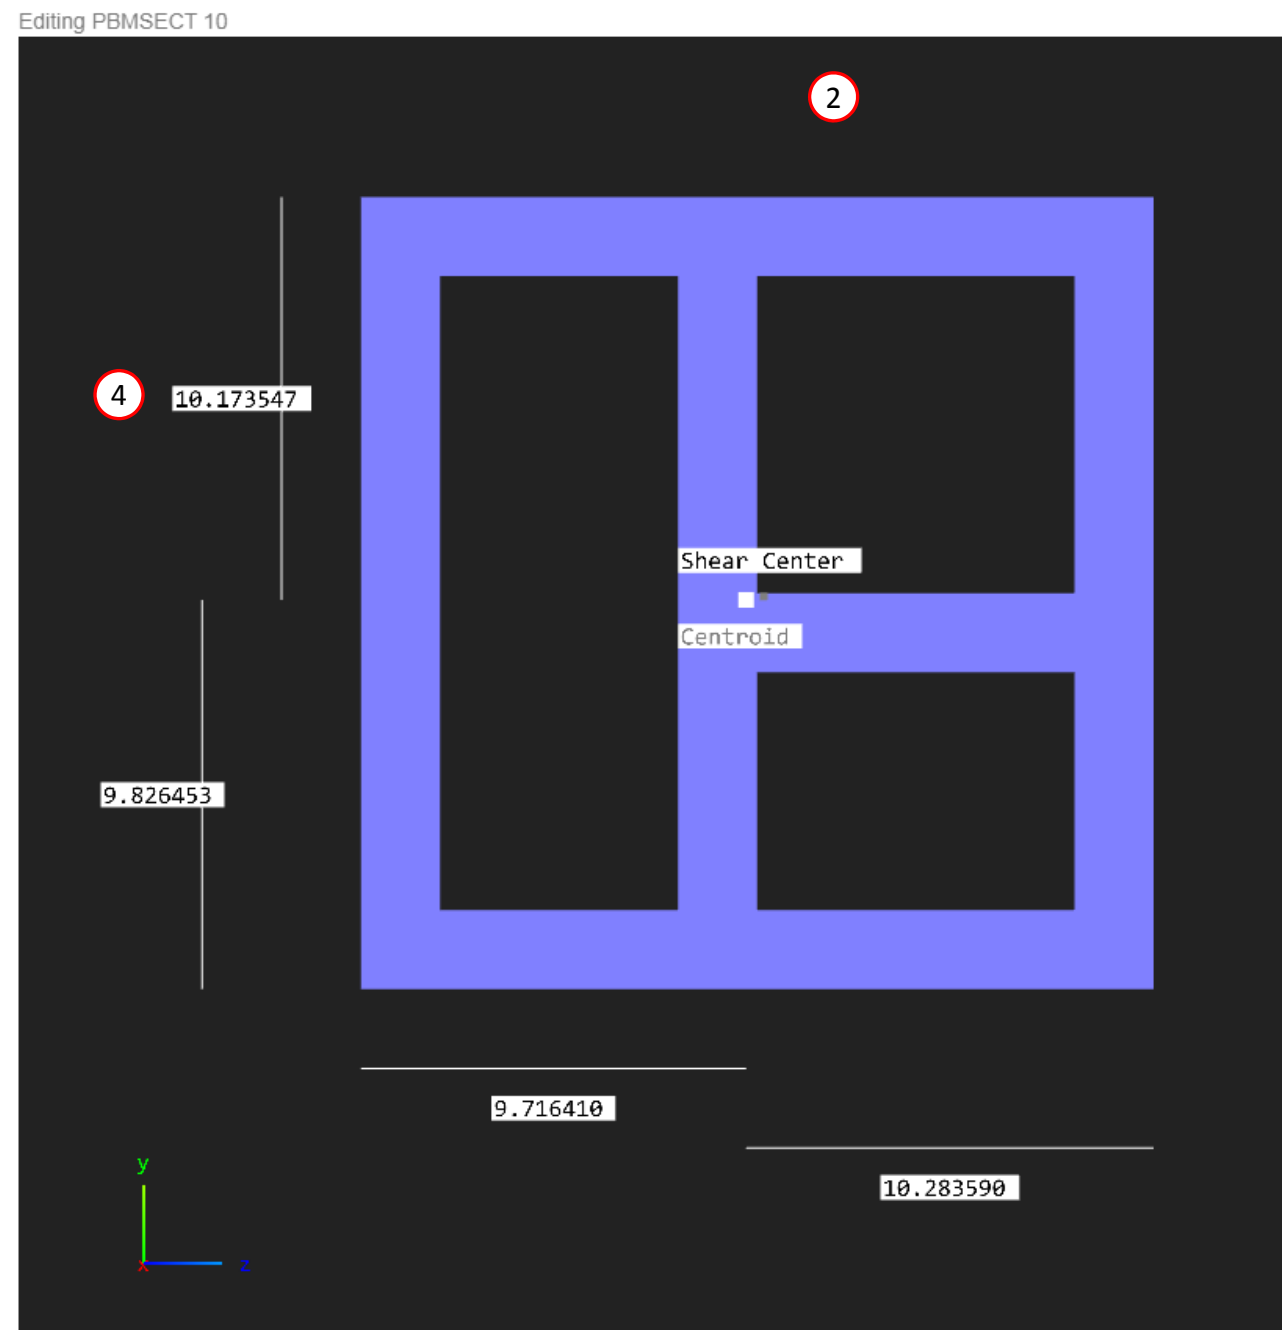 Editing PBMSECT 10
2
4
10.173547
Shear Center
Centroid
9.826453
9.716410
y
10.283590
x
z